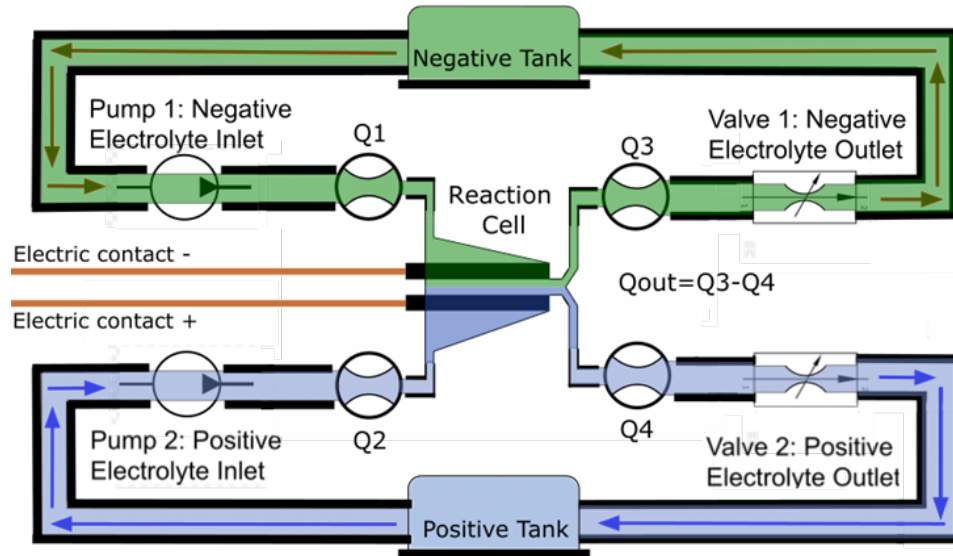 Negative Tank
Pump 1: Negative
Electrolyte Inlet
Q1
Q3
Valve 1: Negative
Electrolyte Outlet
Reaction
Cell
Electric contact -
Qout=Q3-Q4
Electric contact +
Q2
Q4
Pump 2: Positive
Electrolyte Inlet
Valve 2: Positive
Electrolyte Outlet
Positive Tank